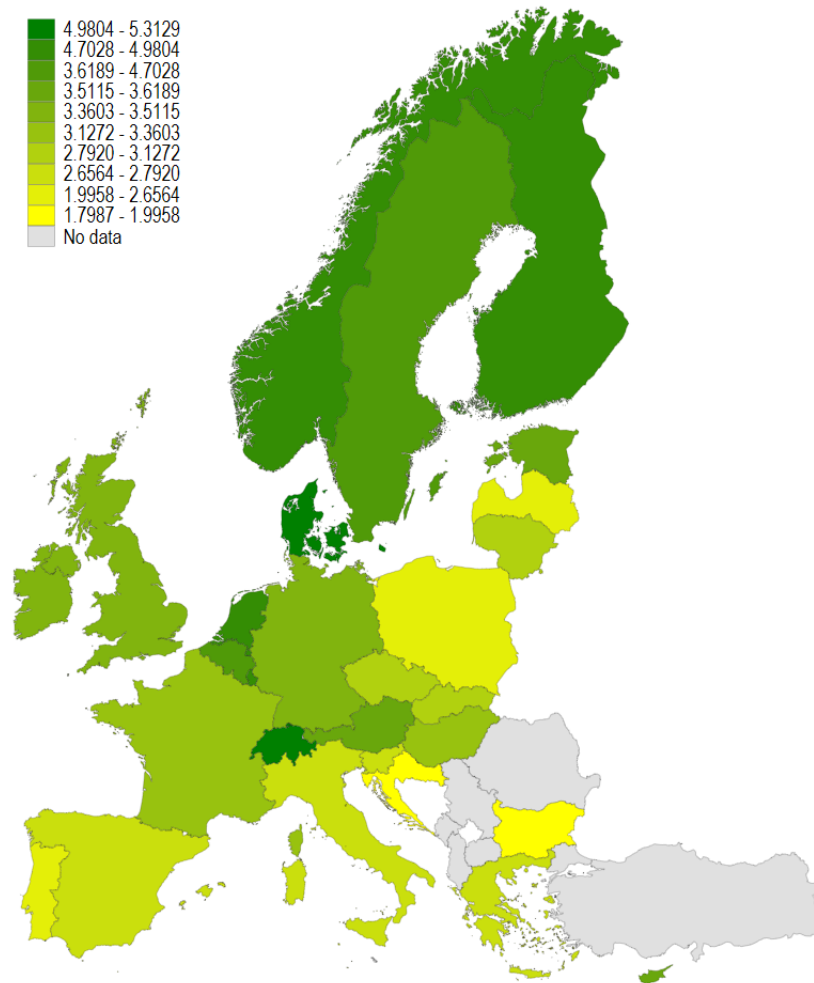 4.9804 - 5.3129
4.7028 - 4.9804
3.6189 - 4.7028
3.5115 - 3.6189
3.3603 - 3.5115
3.1272 - 3.3603
2.7920 - 3.1272
2.6564 - 2.7920
1.9958 - 2.6564
1.7987 - 1.9958
No data